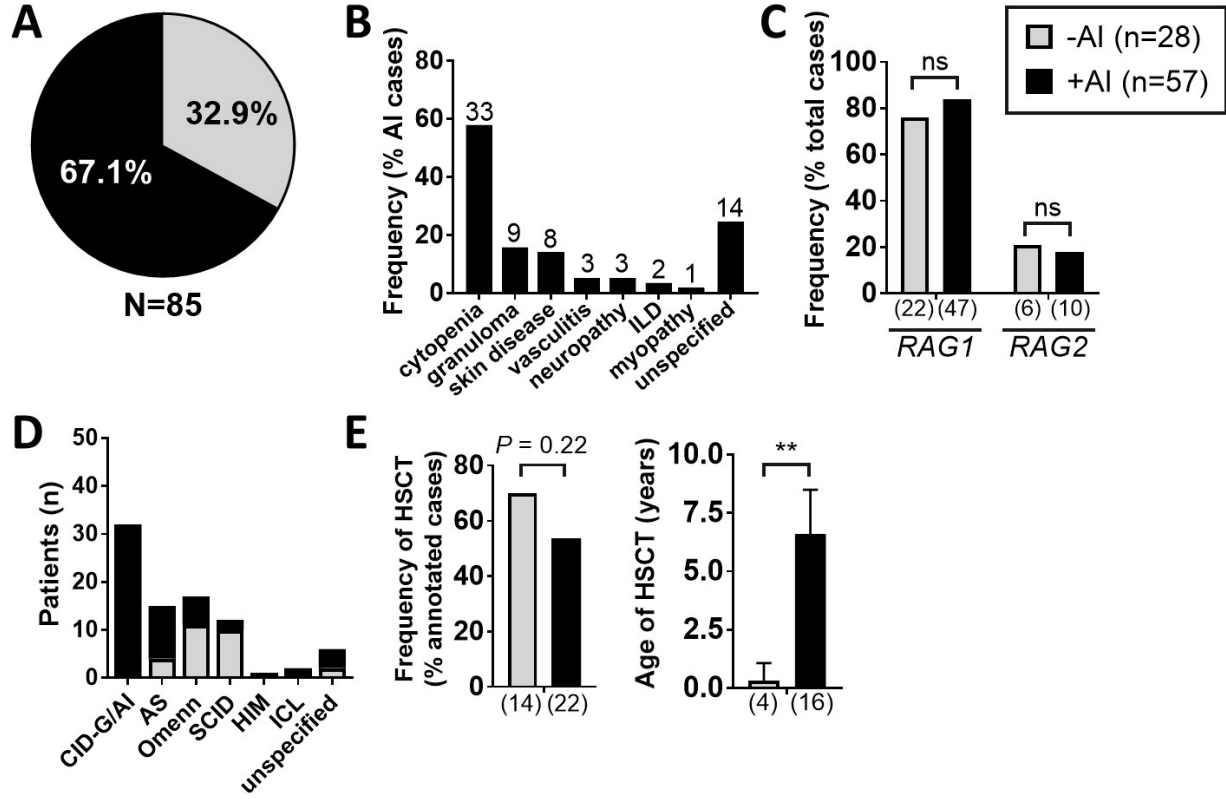 A
67.1%
32.9%
N=85
B
Frequency (% AI cases)
80
60
40
20
0
33
9
8
3
3
2
1
14
cytopenia
granuloma
skin disease
vasculitis
neuropathy
ILD
myopathy
unspecified
C
-AI (n=28)
+AI (n=57)
Frequency (% total cases)
100
80
60
40
20
0
ns
ns
(22) (47)
(6) (10)
RAG1
RAG2
D
Patients (n)
50
40
30
20
10
0
CID-G/AI
AS
Omenn
SCID
HIM
ICL
unspecified
E
Frequency of HSCT
(% annotated cases)
80
60
40
20
0
P = 0.22
(14) (22)
Age of HSCT (years)
10.0
7.5
5.0
2.5
0.0
**
(4) (16)